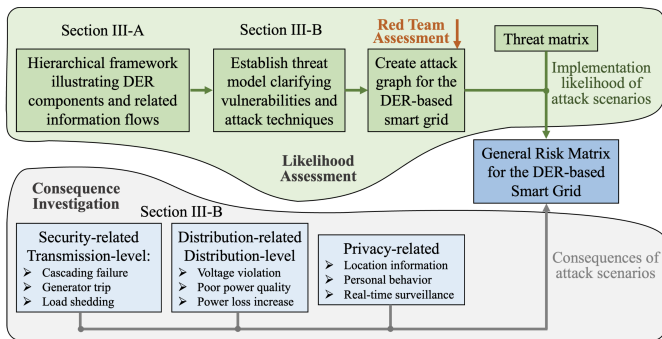 Section III-A
Section III-B
Red Team
Assessment
Threat matrix
Hierarchical framework
illustrating DER
components and related
information flows
Establish threat
model clarifying
vulnerabilities and
attack techniques
Create attack
graph for the
DER-based
smart grid
Implementation
likelihood of
attack scenarios
Likelihood
Assessment
General Risk Matrix
for the DER-based
Smart Grid
Consequence
Investigation
Section III-B
Security-related
Transmission-level:
➢ Cascading failure
➢ Generator trip
➢ Load shedding
Distribution-related
Distribution-level
➢ Voltage violation
➢ Poor power quality
➢ Power loss increase
Privacy-related
➢ Location information
➢ Personal behavior
➢ Real-time surveillance
Consequences of
attack scenarios